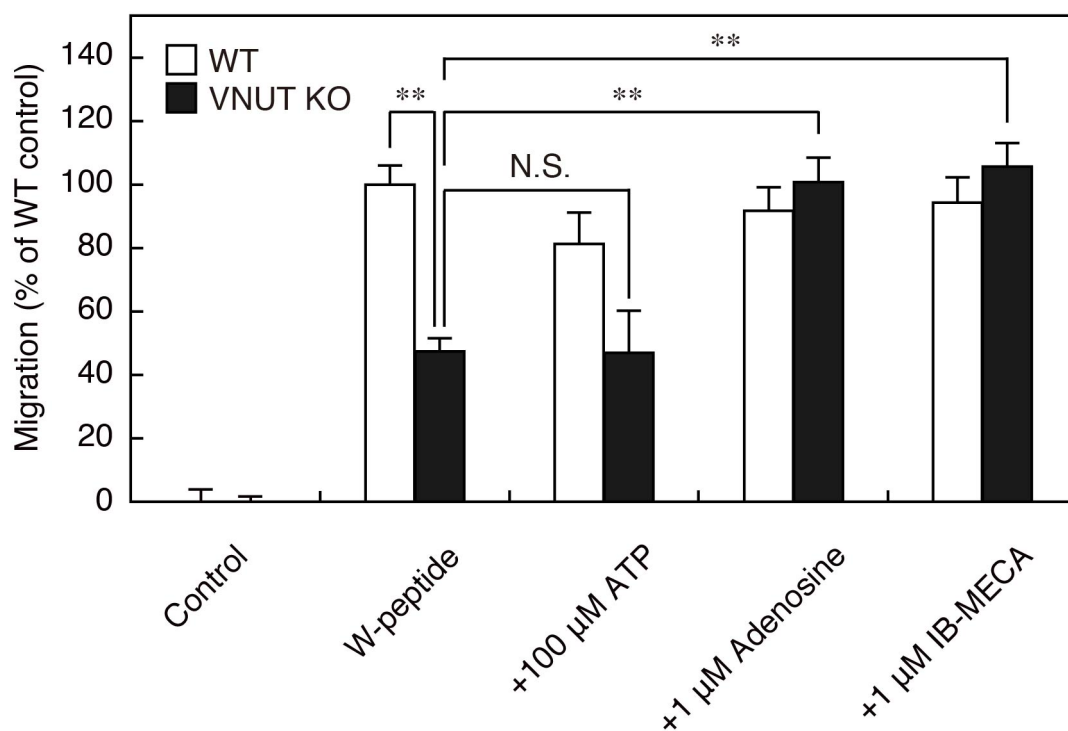 Migration (% of WT control)
140
120
100
80
60
40
20
0
WT
VNUT KO
**
**
**
N.S.
Control
W-peptide
+100 µM ATP
+1 µM Adenosine
+1 µM IB-MECA